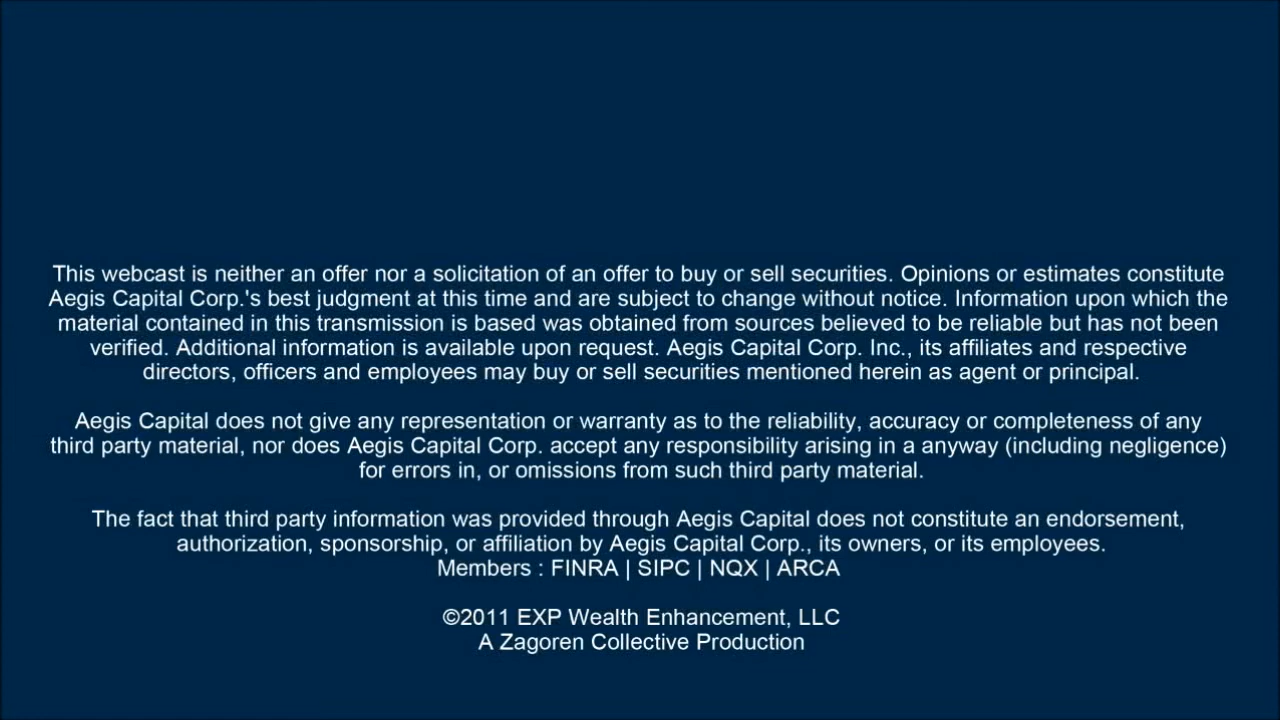 This webcast is neither an offer nor a solicitation of an offer to buy or sell securities. Opinions or estimates constitute
Aegis Capital Corp.'s best judgment at this time and are subject to change without notice. Information upon which the
material contained in this transmission is based was obtained from sources believed to be reliable but has not been
verified. Additional information is available upon request. Aegis Capital Corp. Inc., its affiliates and respective
directors, officers and employees may buy or sell securities mentioned herein as agent or principal.
Aegis Capital does not give any representation or warranty as to the reliability, accuracy or completeness of any
third party material, nor does Aegis Capital Corp. accept any responsibility arising in a anyway (including negligence)
for errors in, or omissions from such third party material.
The fact that third party information was provided through Aegis Capital does not constitute an endorsement,
authorization, sponsorship, or affiliation by Aegis Capital Corp., its owners, or its employees.
Members : FINRA | SIPC | NQX | ARCA
©2011 EXP Wealth Enhancement, LLC
A Zagoren Collective Production